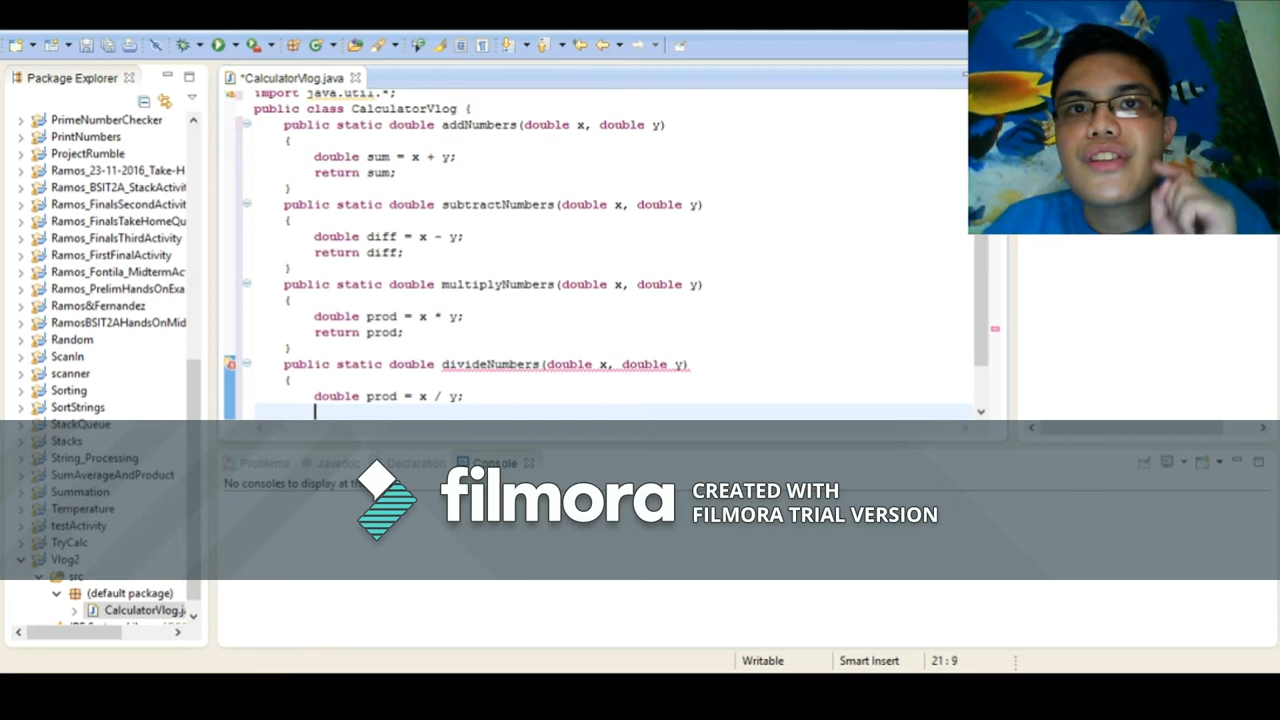 Package Explorer
*CalculatorVlog.java
PrimeNumberChecker
PrintNumbers
ProjectRumble
Ramos_23-11-2016_Take-H
Ramos_BSIT2A_StackActivit
Ramos_FinalsSecondActivit
Ramos_FinalsTakeHomeQu
Ramos_FinalsThirdActivity
Ramos_FirstFinalActivity
Ramos_Fontila_MidtermAc
Ramos_PrelimHandsOnExa
Ramos&Fernandez
RamosBSIT2AHandsOnMid
Random
ScanIn
scanner
Sorting
SortStrings
StackQueue
Stacks
String_Processing
SumAverageAndProduct
Summation
Temperature
testActivity
TryCalc
Vlog2
src
(default package)
CalculatorVlog.j
import java.util.*;
public class CalculatorVlog {
public static double addNumbers(double x, double y)
{
double sum = x + y;
return sum;
}
public static double subtractNumbers(double x, double y)
{
double diff = x - y;
return diff;
}
public static double multiplyNumbers(double x, double y)
{
double prod = x * y;
return prod;
}
public static double divideNumbers(double x, double y)
{
double prod = x / y;
Problems Javadoc Declaration Console
No consoles to display at the
filmora
CREATED WITH
FILMORA TRIAL VERSION
Writable Smart Insert 21:9